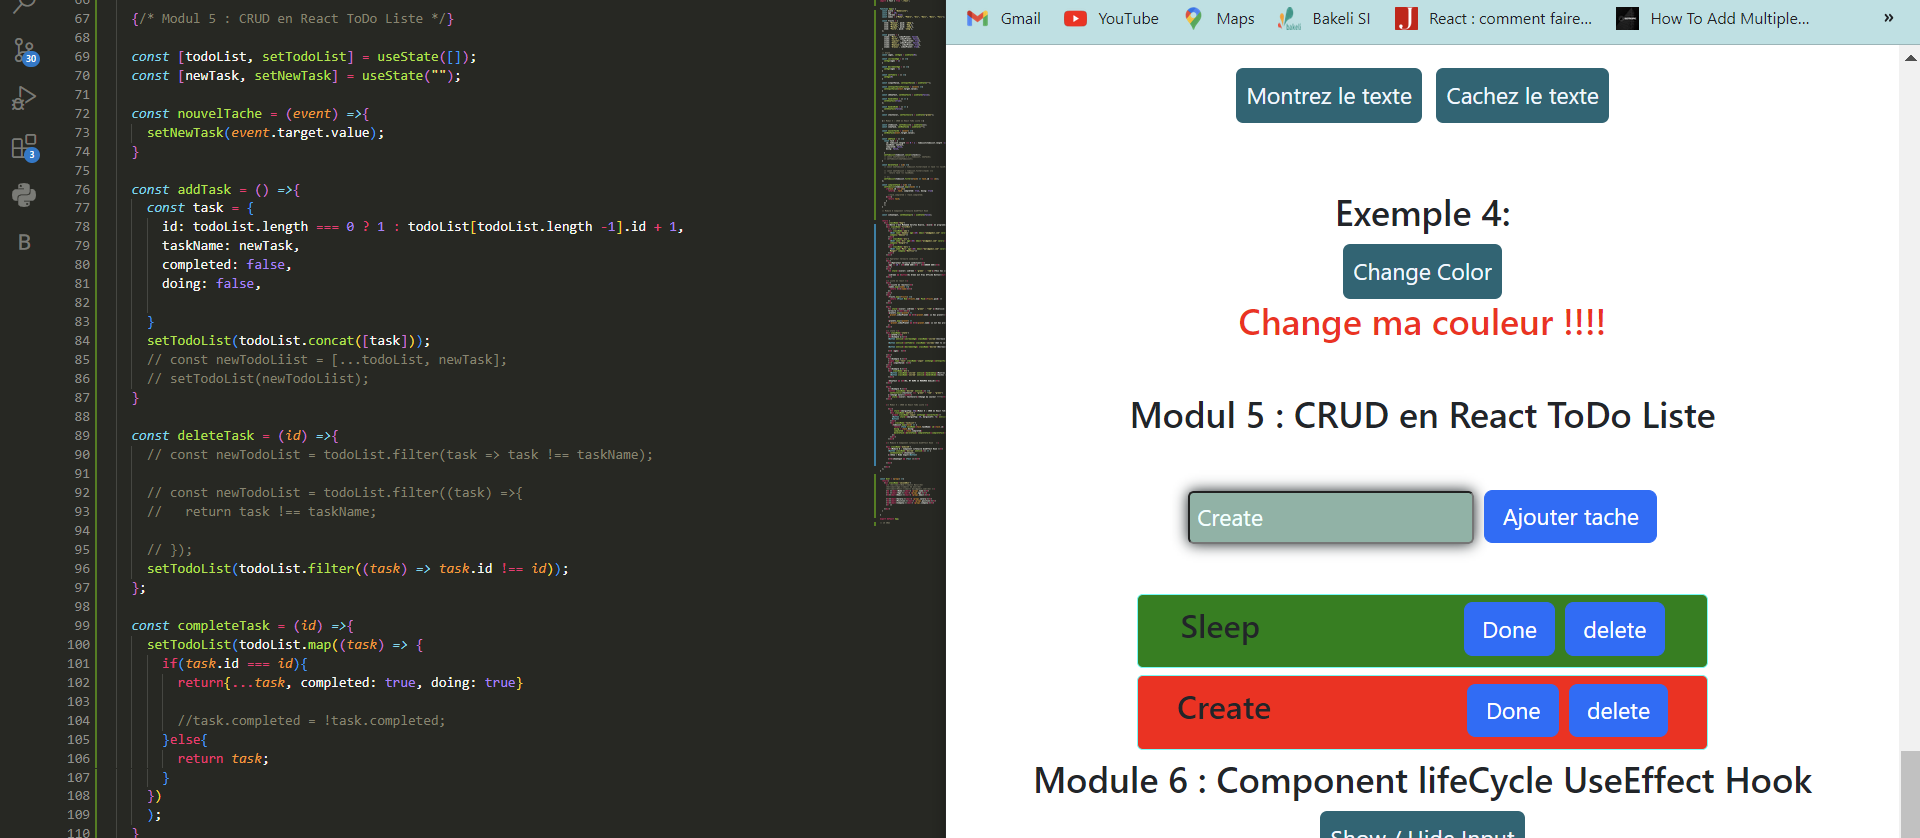 66
67 {/* Modul 5 : CRUD en React ToDo Liste */}
68
69 const [todoList, setTodoList] = useState([]);
70 const [newTask, setNewTask] = useState("");
71
72 const nouvelTache = (event) =>{
73 setNewTask(event.target.value);
74 }
75
76 const addTask = () =>{
77 const task = {
78 id: todoList.length === 0 ? 1 : todoList[todoList.length -1].id + 1,
79 taskName: newTask,
80 completed: false,
81 doing: false,
82
83 }
84 setTodoList(todoList.concat([task]));
85 // const newTodoLiist = [...todoList, newTask];
86 // setTodoList(newTodoLiist);
87 }
88
89 const deleteTask = (id) =>{
90 // const newTodoList = todoList.filter(task => task !== taskName);
91
92 // const newTodoList = todoList.filter((task) =>{
93 //   return task !== taskName;
94
95 // });
96 setTodoList(todoList.filter((task) => task.id !== id));
97 };
98
99 const completeTask = (id) =>{
100 setTodoList(todoList.map((task) => {
101 if(task.id === id){
102 return{...task, completed: true, doing: true}
103
104 //task.completed = !task.completed;
105 }else{
106 return task;
107 }
108 })
109 );
110 }
30
3
B
Gmail YouTube Maps Bakeli SI React : comment faire... How To Add Multiple... »
Montrez le texte Cachez le texte
Exemple 4:
Change Color
Change ma couleur !!!!
Modul 5 : CRUD en React ToDo Liste
Create Ajouter tache
Sleep Done delete
Create Done delete
Module 6 : Component lifeCycle UseEffect Hook
Show / Hide Input